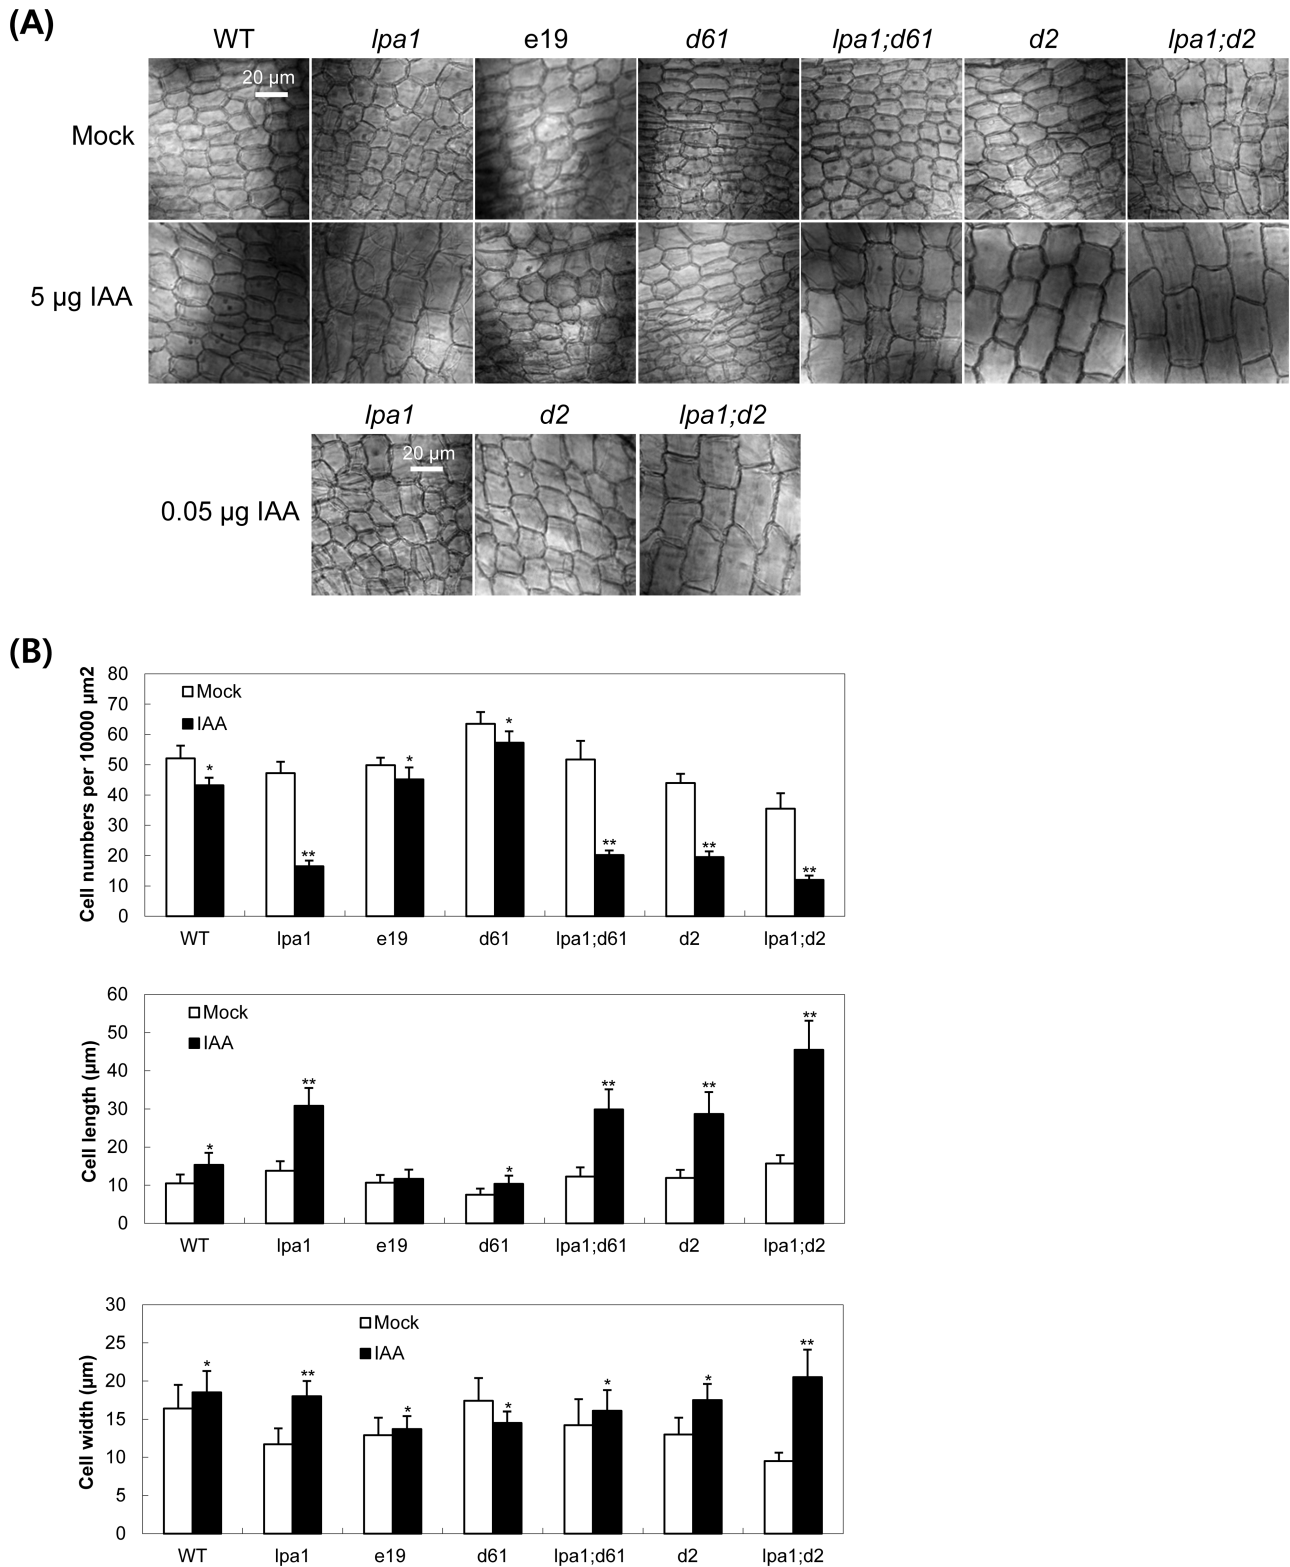 (A)
WT lpa1 e19 d61 lpa1;d61 d2 lpa1;d2
20 µm
Mock
5 µg IAA
lpa1 d2 lpa1;d2
20 µm
0.05 µg IAA
(B)
Cell numbers per 10000 µm2
80
70
60
50
40
30
20
10
0
Mock
IAA
* ** * * ** ** **
WT lpa1 e19 d61 lpa1;d61 d2 lpa1;d2
Cell length (µm)
60
50
40
30
20
10
0
Mock
IAA
* ** * ** ** **
WT lpa1 e19 d61 lpa1;d61 d2 lpa1;d2
Cell width (µm)
30
25
20
15
10
5
0
Mock
IAA
* ** * * * * **
WT lpa1 e19 d61 lpa1;d61 d2 lpa1;d2